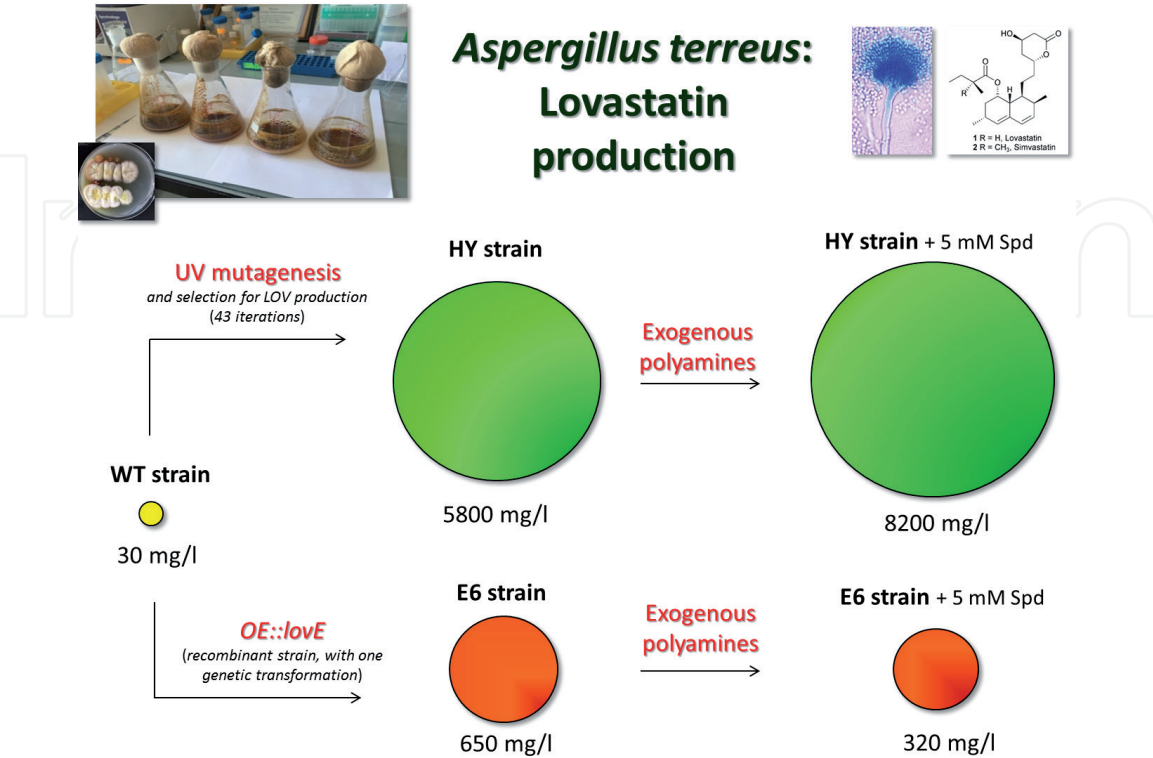 Aspergillus terreus:
Lovastatin
production
HO
O
O
O
O
H
R
1 R = H, Lovastatin
2 R = CH3, Simvastatin
HY strain
HY strain + 5 mM Spd
UV mutagenesis
and selection for LOV production
(43 iterations)
Exogenous
polyamines
WT strain
30 mg/l
5800 mg/l
8200 mg/l
E6 strain
E6 strain + 5 mM Spd
OE::lovE
(recombinant strain, with one
genetic transformation)
Exogenous
polyamines
650 mg/l
320 mg/l